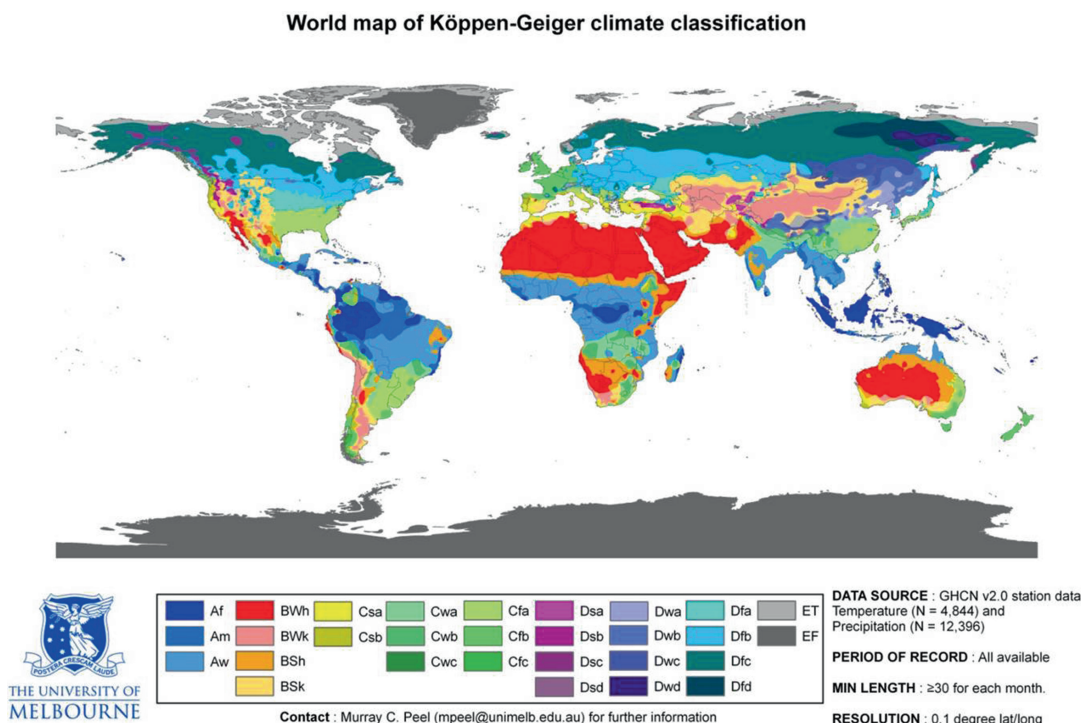 World map of Köppen-Geiger climate classification
POSTERA CRESCAM LAUDE
THE UNIVERSITY OF
MELBOURNE
Af BWh Csa Cwa Cfa Dsa Dwa Dfa ET
Am BWk Csb Cwb Cfb Dsb Dwb Dfb EF
Aw BSh Cwc Cfc Dsc Dwc Dfc
BSk Dsd Dwd Dfd
Contact : Murray C. Peel (mpeel@unimelb.edu.au) for further information
DATA SOURCE : GHCN v2.0 station data
Temperature (N = 4,844) and
Precipitation (N = 12,396)
PERIOD OF RECORD : All available
MIN LENGTH : ≥30 for each month.
RESOLUTION : 0.1 degree lat/long